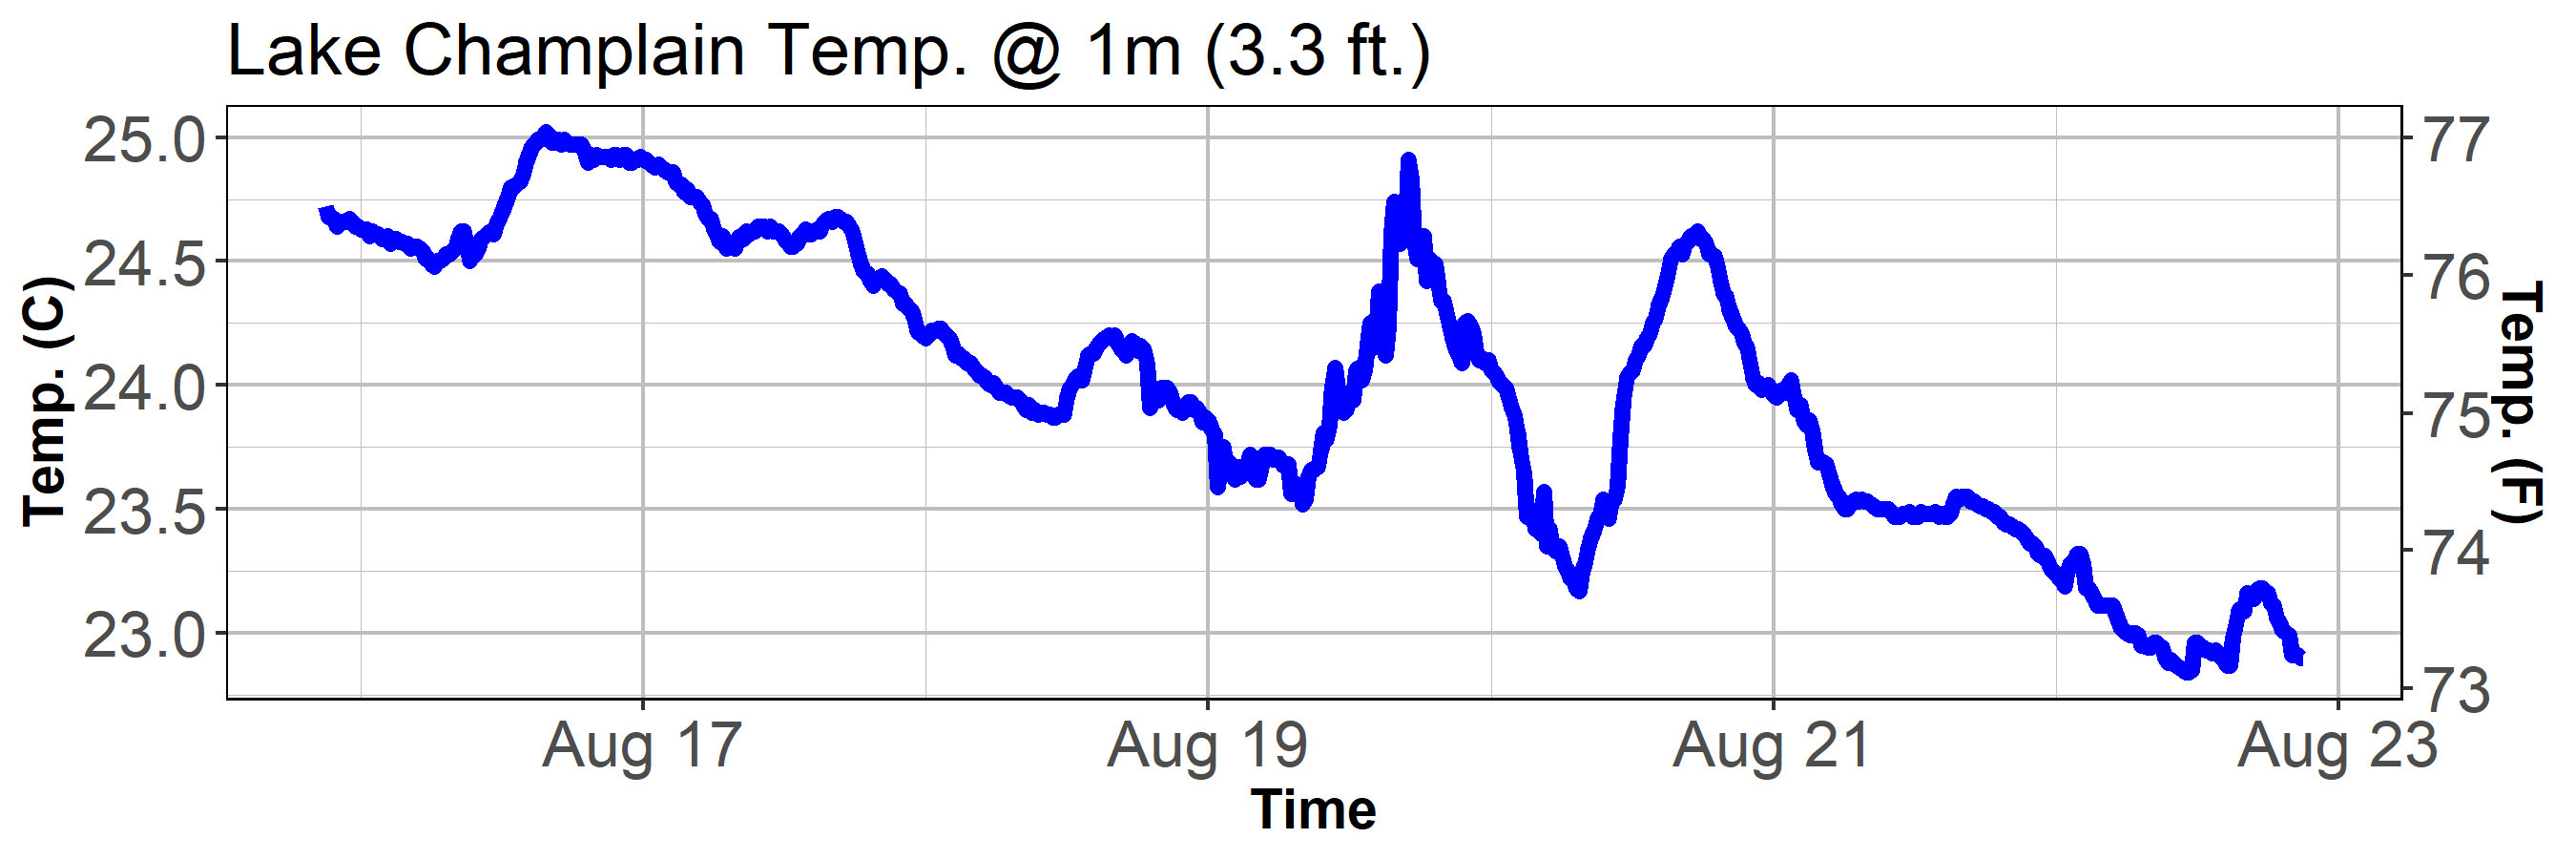 Lake Champlain Temp. @ 1m (3.3 ft.)
Temp. (C)
25.0
24.5
24.0
23.5
23.0
77
76
75
74
73
Temp. (F)
Aug 17
Aug 19
Aug 21
Aug 23
Time